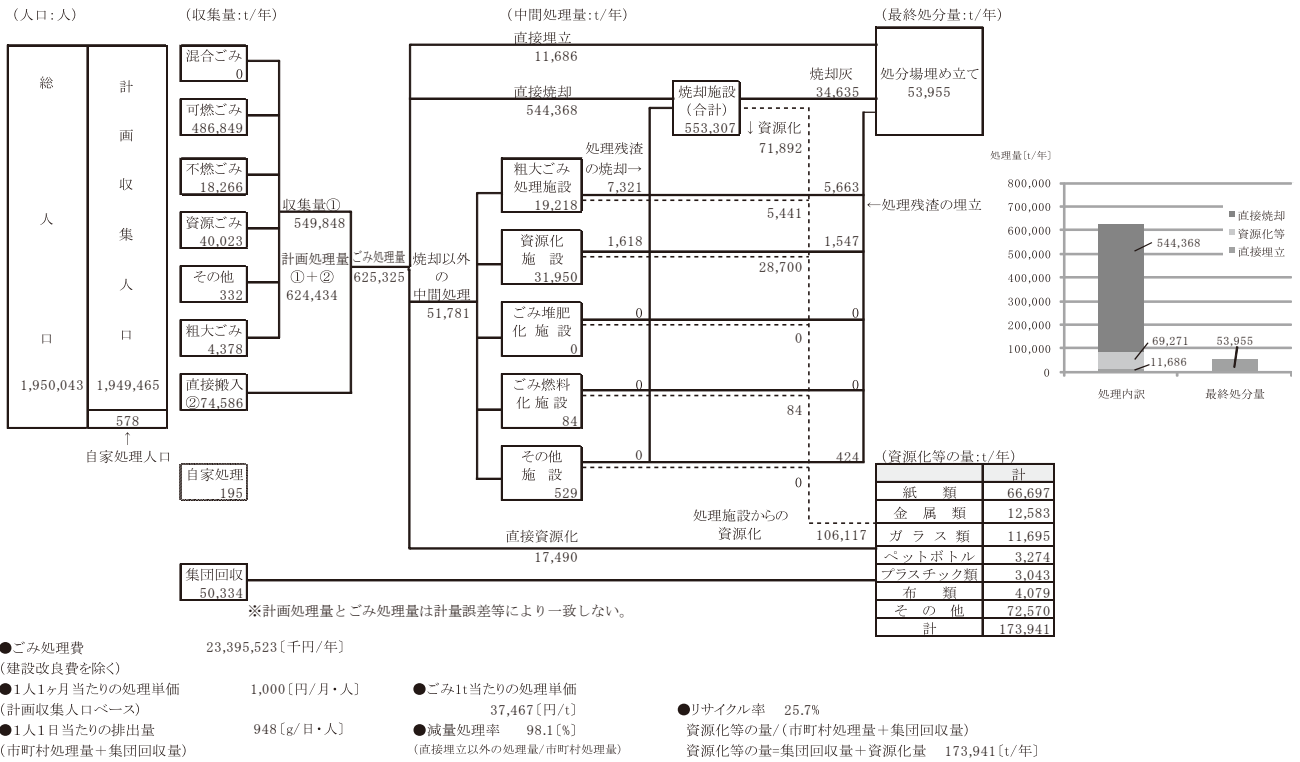 (人口:人)
(収集量:t/年)
(中間処理量:t/年)
(最終処分量:t/年)
総人口
1,950,043
計画収集人口
1,949,465
578
↑
自家処理人口
混合ごみ
0
可燃ごみ
486,849
不燃ごみ
18,266
資源ごみ
40,023
その他
332
粗大ごみ
4,378
直接搬入
②74,586
自家処理
195
集団回収
50,334
収集量①
549,848
計画処理量
①+②
624,434
ごみ処理量
625,325
直接埋立
11,686
直接焼却
544,368
焼却以外
の
中間処理
51,781
焼却施設
(合計)
553,307
焼却灰
34,635
処分場埋め立て
53,955
↓資源化
71,892
処理残渣
の焼却→
粗大ごみ
処理施設
19,218
7,321
5,663
5,441
←処理残渣の埋立
資源化
施設
31,950
1,618
1,547
28,700
ごみ堆肥
化施設
0
0
0
0
ごみ燃料
化施設
84
0
0
84
その他
施設
529
0
424
0
処理施設からの
資源化
106,117
直接資源化
17,490
※計画処理量とごみ処理量は計量誤差等により一致しない。
処理量[t/年]
800,000
700,000
600,000
500,000
400,000
300,000
200,000
100,000
0
直接焼却
資源化等
直接埋立
544,368
69,271
11,686
53,955
処理内訳
最終処分量
(資源化等の量:t/年)
計
紙類 66,697
金属類 12,583
ガラス類 11,695
ペットボトル 3,274
プラスチック類 3,043
布類 4,079
その他 72,570
計 173,941
●ごみ処理費 23,395,523[千円/年]
(建設改良費を除く)
●1人1ヶ月当たりの処理単価 1,000[円/月・人]
(計画収集人口ベース)
●1人1日当たりの排出量 948[g/日・人]
(市町村処理量+集団回収量)
●ごみ1t当たりの処理単価
37,467[円/t]
●減量処理率 98.1[%]
(直接埋立以外の処理量/市町村処理量)
●リサイクル率 25.7%
資源化等の量/(市町村処理量+集団回収量)
資源化等の量=集団回収量+資源化量 173,941[t/年]